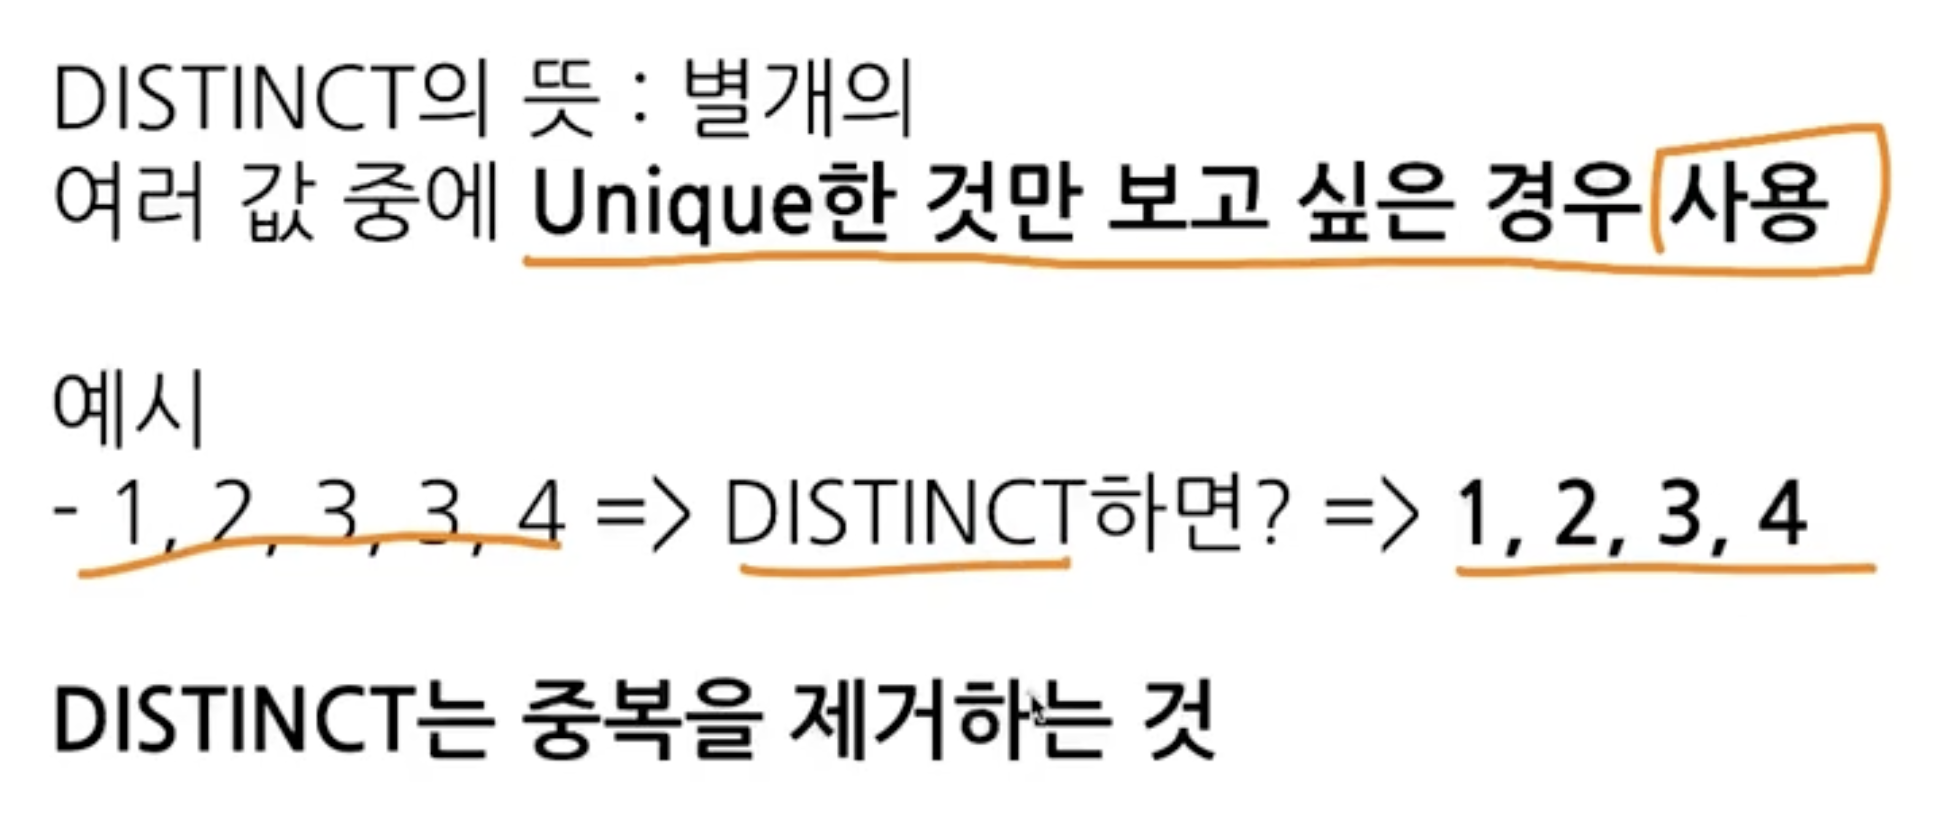 DISTINCT의 뜻 : 별개의
여러 값 중에 Unique한 것만 보고 싶은 경우 사용
예시
- 1, 2, 3, 3, 4 => DISTINCT하면? => 1, 2, 3, 4
DISTINCT는 중복을 제거하는 것